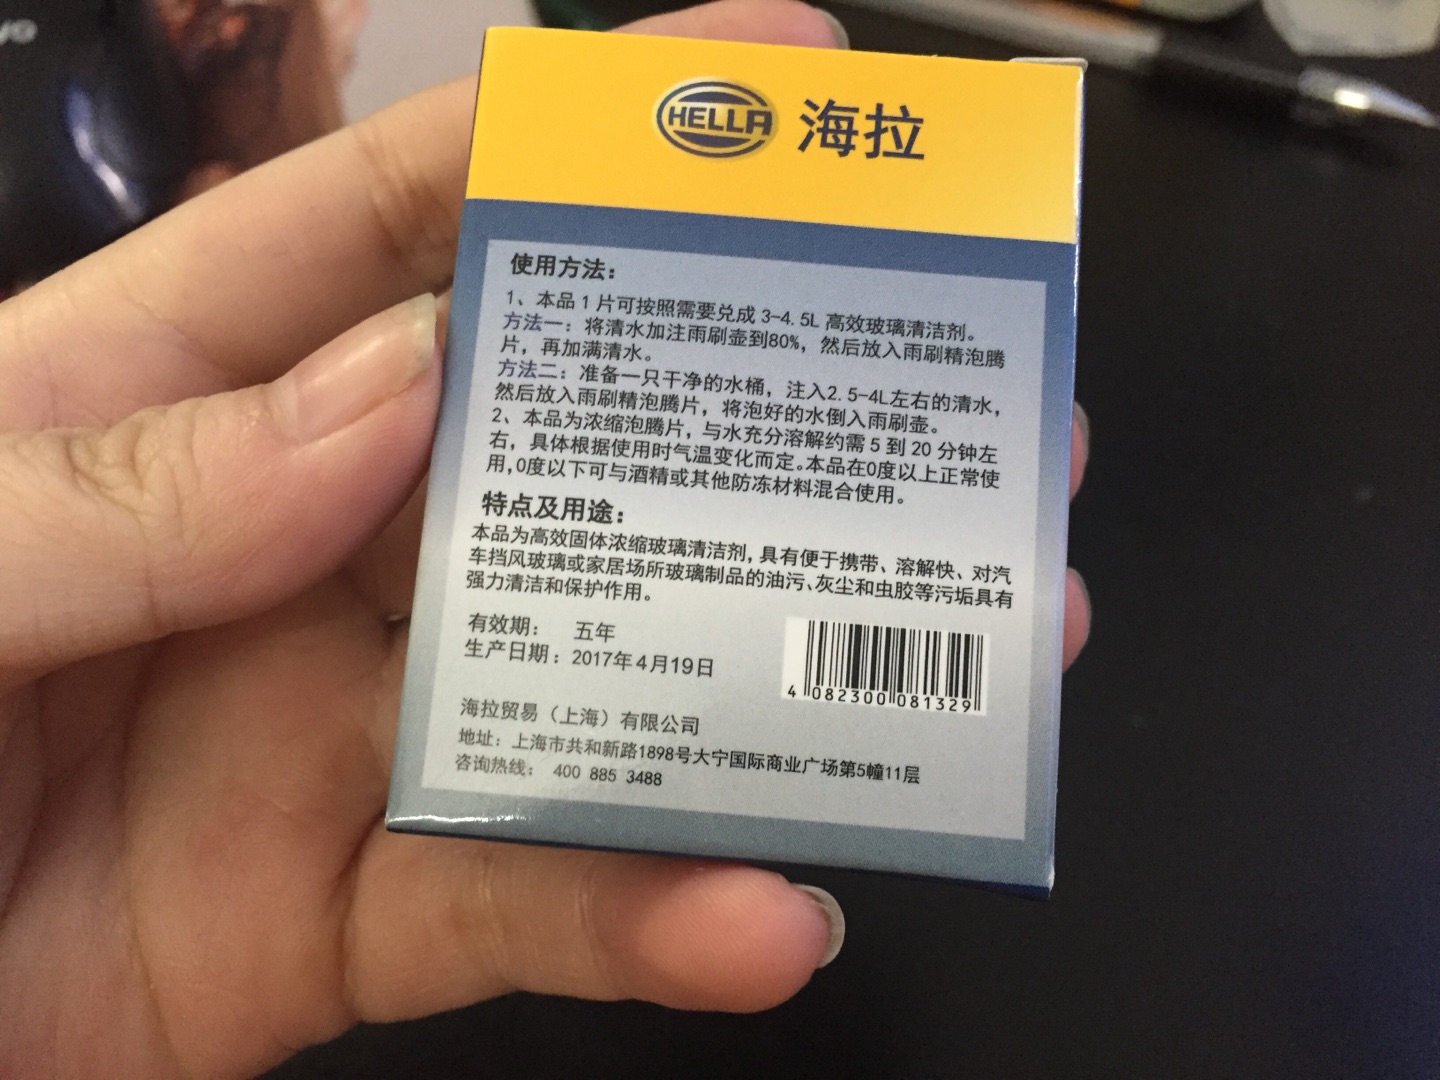 yo
HELLA 海拉
使用方法：
1、本品1片可按照需要兑成3-4.5L高效玻璃清洁剂。
方法一：将清水加注雨刷壶到80%，然后放入雨刷精泡腾
片，再加满清水。
方法二：准备一只干净的水桶，注入2.5-4L左右的清水，
然后放入雨刷精泡腾片，将泡好的水倒入雨刷壶。
2、本品为浓缩泡腾片，与水充分溶解约需5到20分钟左
右，具体根据使用时气温变化而定。本品在0度以上正常使
用，0度以下可与酒精或其他防冻材料混合使用。
特点及用途：
本品为高效固体浓缩玻璃清洁剂，具有便于携带、溶解快、对汽
车挡风玻璃或家居场所玻璃制品的油污、灰尘和虫胶等污垢具有
强力清洁和保护作用。
有效期： 五年
生产日期：2017年4月19日
4 082300 081329
海拉贸易（上海）有限公司
地址：上海市共和新路1898号大宁国际商业广场第5幢11层
咨询热线： 400 885 3488